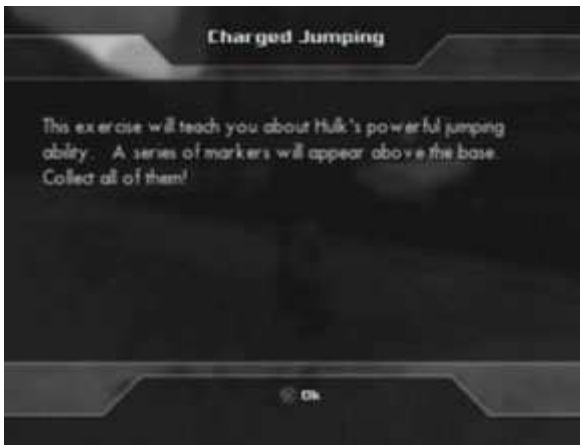 Charged Jumping
This exercise will teach you about Hulk's powerful jumping
ability. A series of markers will appear above the base.
Collect all of them!
Ok